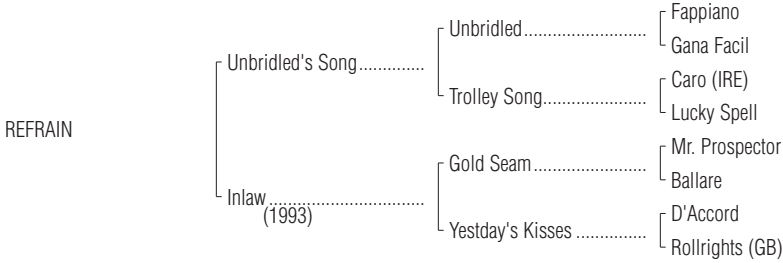 Fappiano
Unbridled........................
Gana Facil
Unbridled's Song..............
Caro (IRE)
Trolley Song.....................
Lucky Spell
REFRAIN
Mr. Prospector
Gold Seam.......................
Ballare
Inlaw................................
(1993)
D'Accord
Yestday's Kisses ...............
Rollrights (GB)